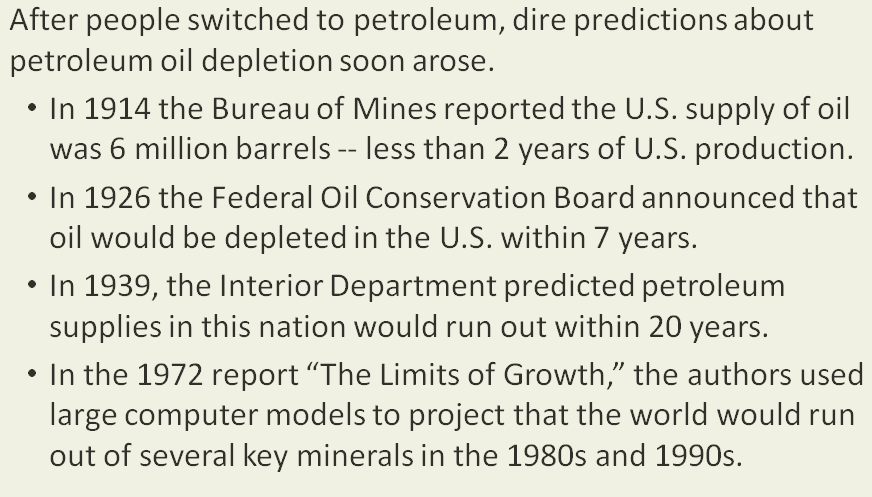 After people switched to petroleum, dire predictions about
petroleum oil depletion soon arose.
• In 1914 the Bureau of Mines reported the U.S. supply of oil
was 6 million barrels -- less than 2 years of U.S. production.
• In 1926 the Federal Oil Conservation Board announced that
oil would be depleted in the U.S. within 7 years.
• In 1939, the Interior Department predicted petroleum
supplies in this nation would run out within 20 years.
• In the 1972 report “The Limits of Growth,” the authors used
large computer models to project that the world would run
out of several key minerals in the 1980s and 1990s.